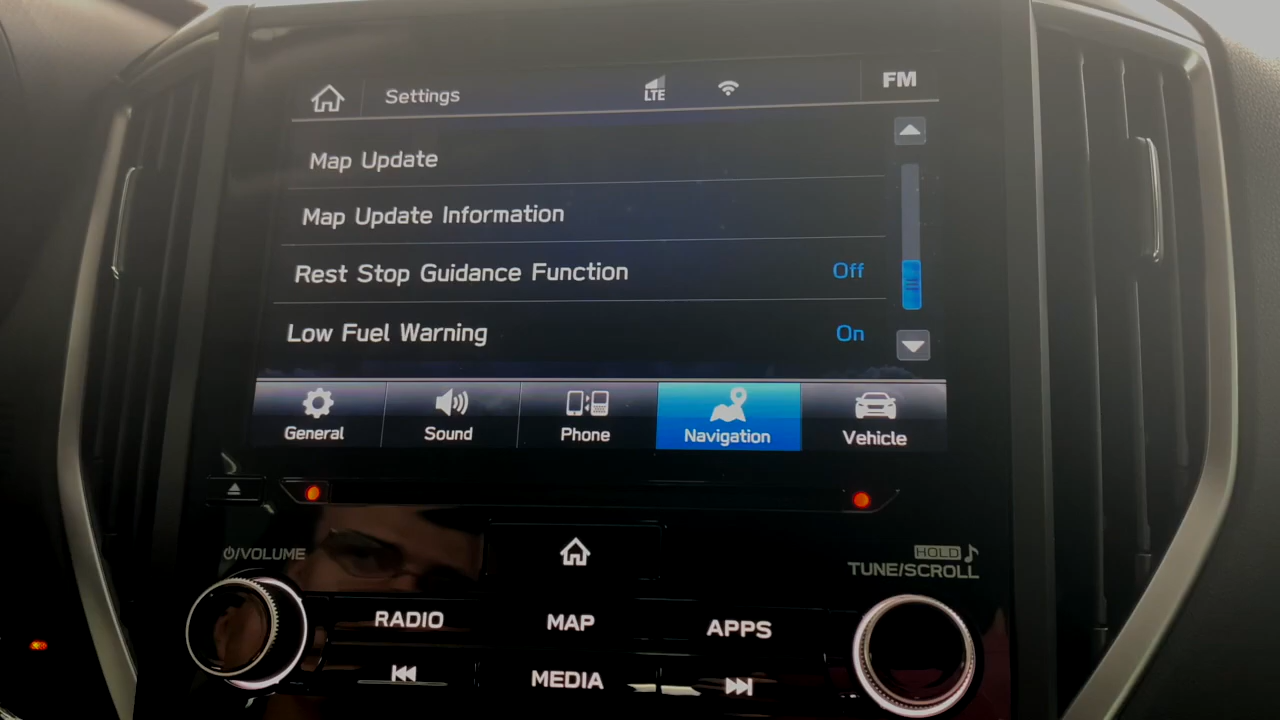 Settings
LTE
FM
Map Update
Map Update Information
Rest Stop Guidance Function Off
Low Fuel Warning On
General
Sound
Phone
Navigation
Vehicle
/VOLUME
HOLD
TUNE/SCROLL
RADIO
MAP
APPS
MEDIA